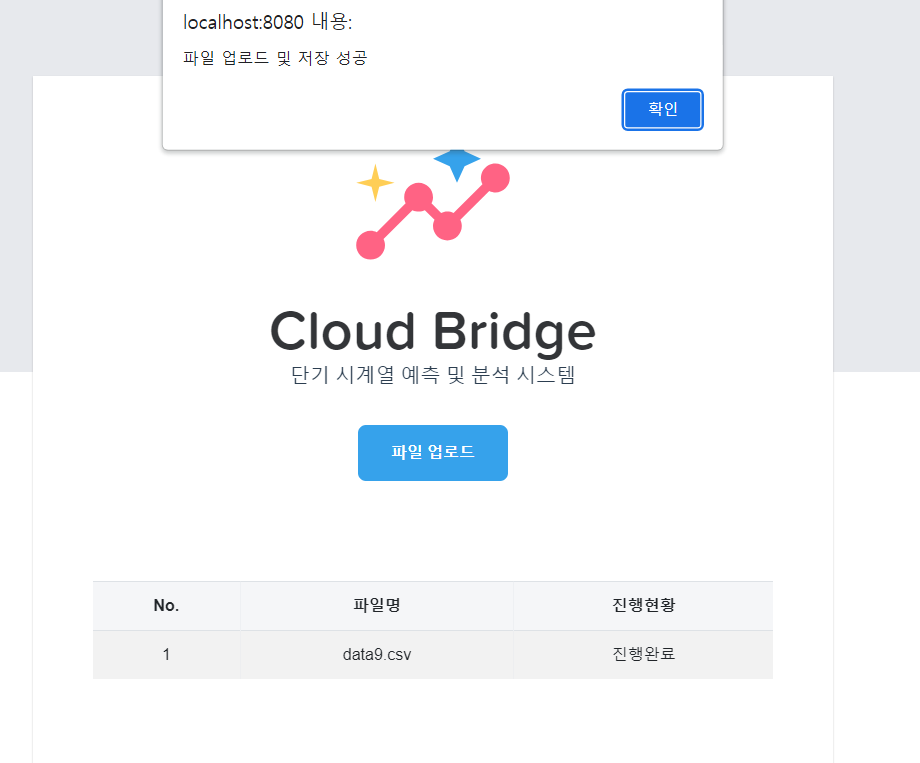 localhost:8080 내용:
파일 업로드 및 저장 성공
확인
Cloud Bridge
단기 시계열 예측 및 분석 시스템
파일 업로드
No. 파일명 진행현황
1 data9.csv 진행완료